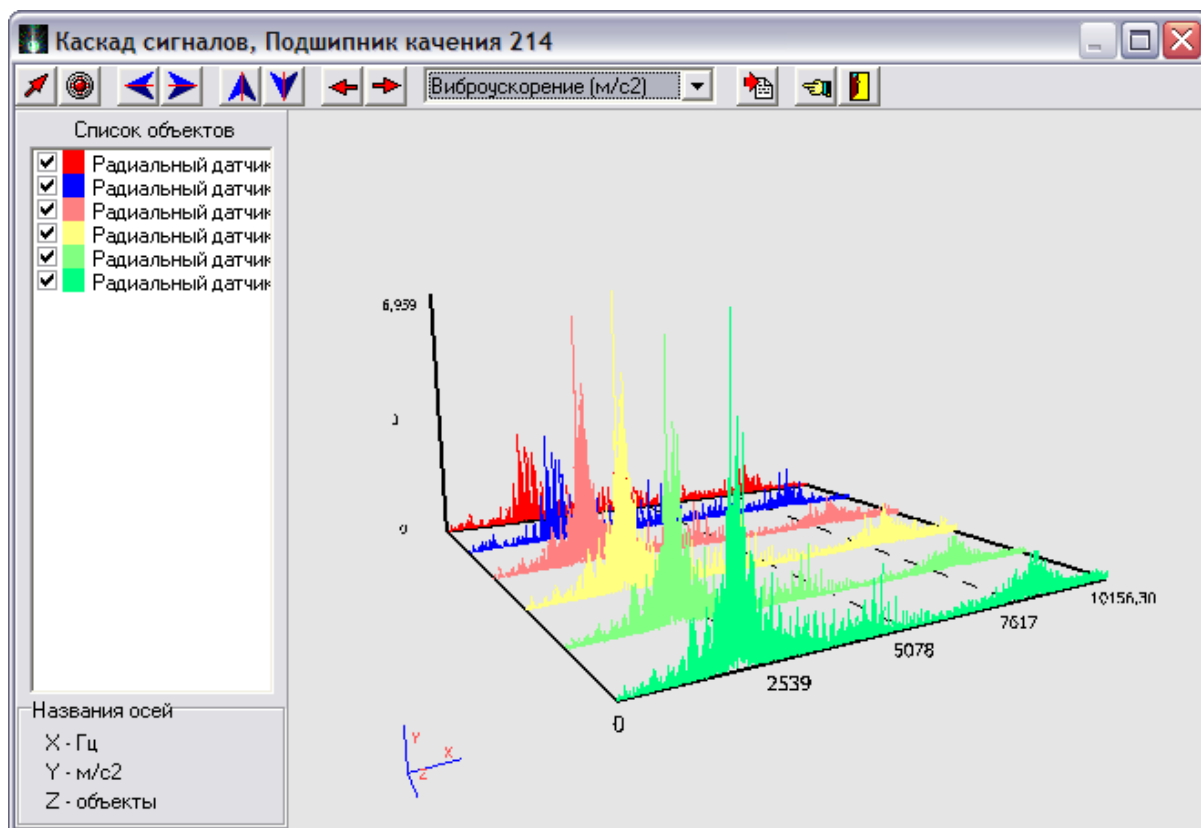 Каскад сигналов, Подшипник качения 214
Виброускорение (м/с2)
Список объектов
Радиальный датчик
Радиальный датчик
Радиальный датчик
Радиальный датчик
Радиальный датчик
Радиальный датчик
6,959
0
10156,30
7617
5078
2539
0
Y
X
Z
Названия осей
X - Гц
Y - м/с2
Z - объекты